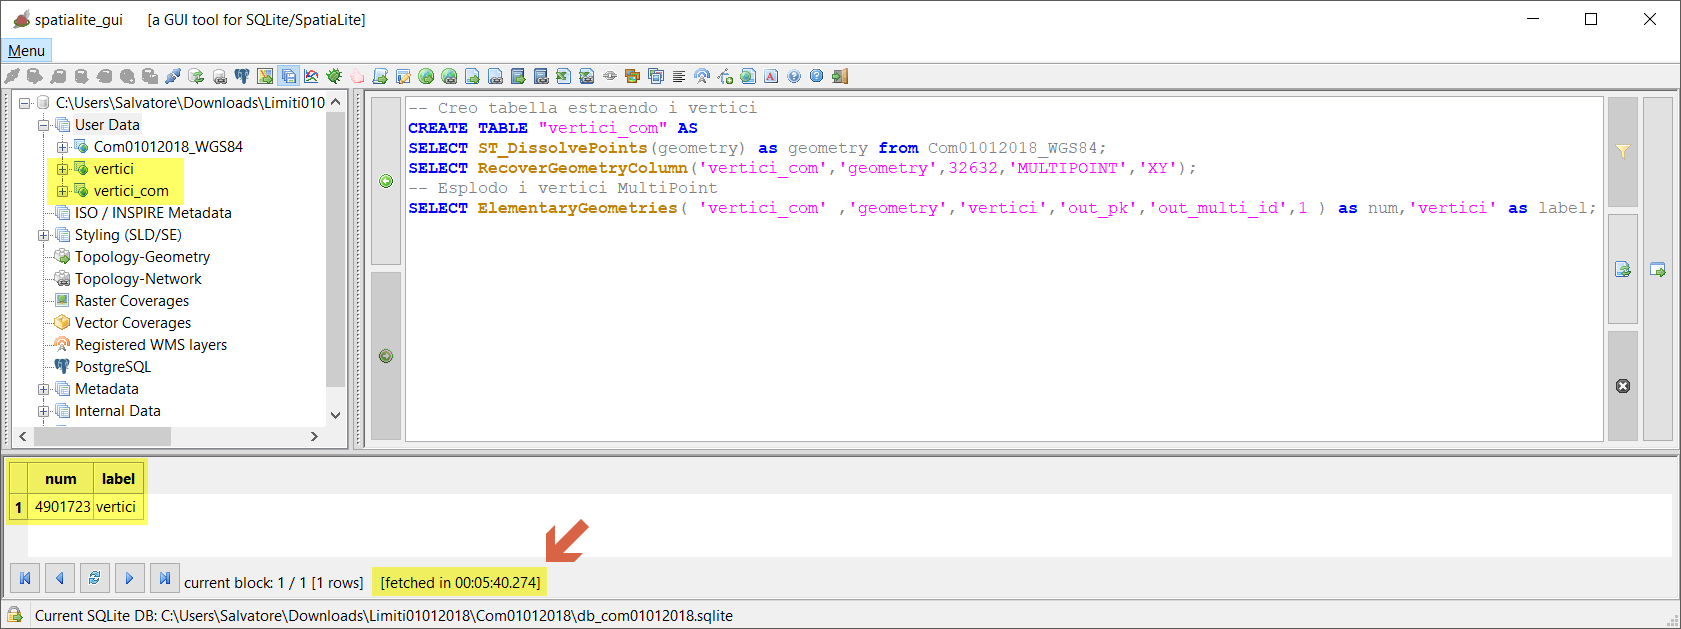 spatialite_gui [a GUI tool for SQLite/SpatiaLite]
Menu
C:\Users\Salvatore\Downloads\Limiti010
User Data
Com01012018_WGS84
vertici
vertici_com
ISO / INSPIRE Metadata
Styling (SLD/SE)
Topology-Geometry
Topology-Network
Raster Coverages
Vector Coverages
Registered WMS layers
PostgreSQL
Metadata
Internal Data
-- Creo tabella estraendo i vertici
CREATE TABLE "vertici_com" AS
SELECT ST_DissolvePoints(geometry) as geometry from Com01012018_WGS84;
SELECT RecoverGeometryColumn('vertici_com','geometry',32632,'MULTIPOINT','XY');
-- Esplodo i vertici MultiPoint
SELECT ElementaryGeometries( 'vertici_com' ,'geometry','vertici','out_pk','out_multi_id',1 ) as num,'vertici' as label;
num label
1 4901723 vertici
current block: 1 / 1 [1 rows] [fetched in 00:05:40.274]
Current SQLite DB: C:\Users\Salvatore\Downloads\Limiti01012018\Com01012018\db_com01012018.sqlite